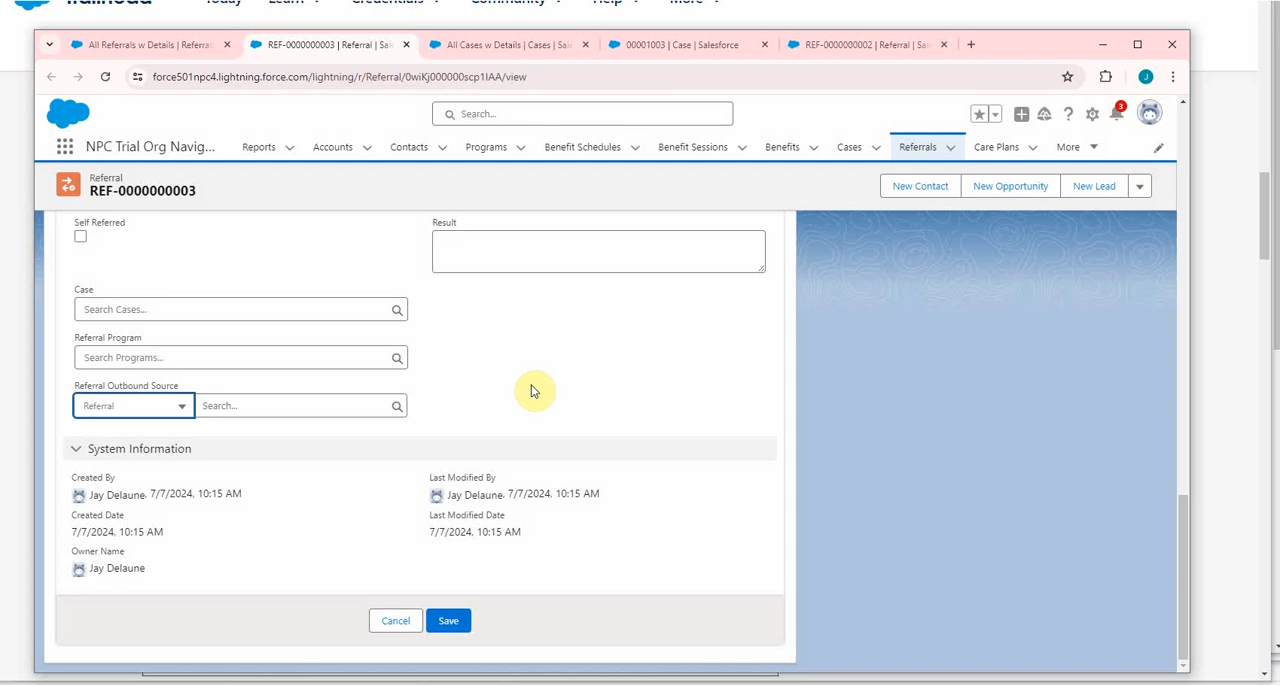 All Referrals w Details | Referral
REF-0000000003 | Referral | Sal
All Cases w Details | Cases | Sal
00001003 | Case | Salesforce
REF-0000000002 | Referral | Sal
force501npc4.lightning.force.com/lightning/r/Referral/0wiKj000000scp1IAA/view
J
Search...
3
NPC Trial Org Navig...
Reports
Accounts
Contacts
Programs
Benefit Schedules
Benefit Sessions
Benefits
Cases
Referrals
Care Plans
More
Referral
REF-0000000003
New Contact
New Opportunity
New Lead
Self Referred
Result
Case
Search Cases...
Referral Program
Search Programs...
Referral Outbound Source
Referral
Search...
System Information
Created By
Jay Delaune, 7/7/2024, 10:15 AM
Last Modified By
Jay Delaune, 7/7/2024, 10:15 AM
Created Date
7/7/2024, 10:15 AM
Last Modified Date
7/7/2024, 10:15 AM
Owner Name
Jay Delaune
Cancel
Save